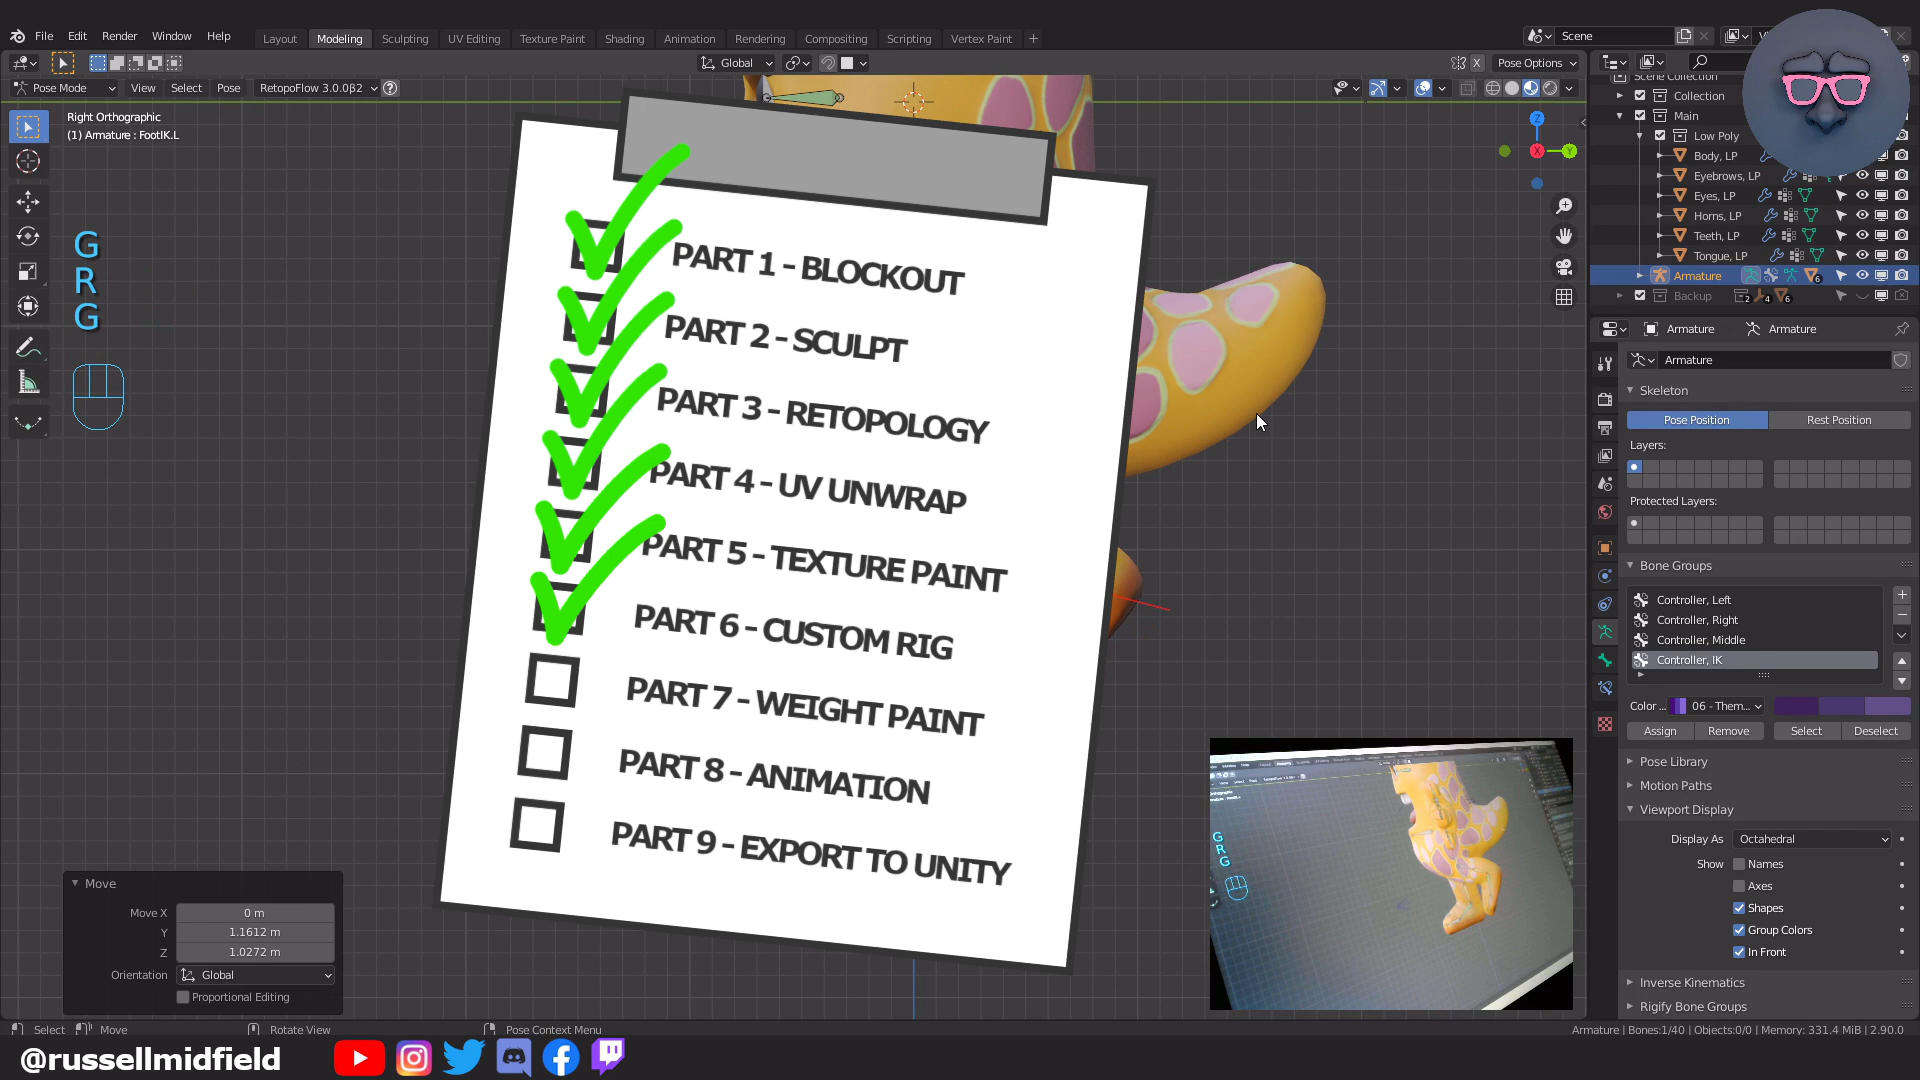 File Edit Render Window Help
Layout Modeling Sculpting UV Editing Texture Paint Shading Animation Rendering Compositing Scripting Vertex Paint
Scene
Global
X Pose Options
Pose Mode View Select Pose RetopoFlow 3.0.0β2
Right Orthographic
(1) Armature : FootIK.L
G
R
G
PART 1 - BLOCKOUT
PART 2 - SCULPT
PART 3 - RETOPOLOGY
PART 4 - UV UNWRAP
PART 5 - TEXTURE PAINT
PART 6 - CUSTOM RIG
PART 7 - WEIGHT PAINT
PART 8 - ANIMATION
PART 9 - EXPORT TO UNITY
Z
X
Y
Scene Collection
Collection
Main
Low Poly
Body, LP
Eyebrows, LP
Eyes, LP
Horns, LP
Teeth, LP
Tongue, LP
Armature 6
Backup 2 4 6
Armature Armature
Armature
Skeleton
Pose Position Rest Position
Layers:
Protected Layers:
Bone Groups
Controller, Left
Controller, Right
Controller, Middle
Controller, IK
Color ... 06 - Them...
Assign Remove Select Deselect
Pose Library
Motion Paths
Viewport Display
Display As Octahedral
Show Names
Axes
Shapes
Group Colors
In Front
Inverse Kinematics
Rigify Bone Groups
Move
Move X 0 m
Y 1.1612 m
Z 1.0272 m
Orientation Global
Proportional Editing
G
R
G
Select Move Rotate View Pose Context Menu
Armature | Bones:1/40 | Objects:0/0 | Memory: 331.4 MiB | 2.90.0
@russellmidfield